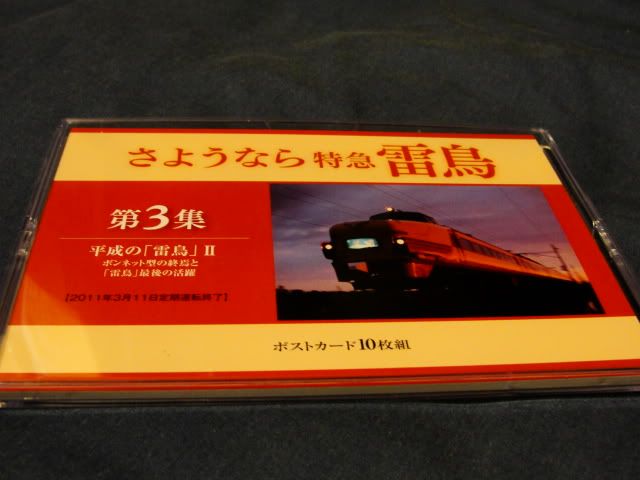 さようなら 特急 雷鳥
第3集
平成の「雷鳥」Ⅱ
ボンネット型の終焉と
「雷鳥」最後の活躍
【2011年3月11日定期運転終了】
ポストカード10枚組